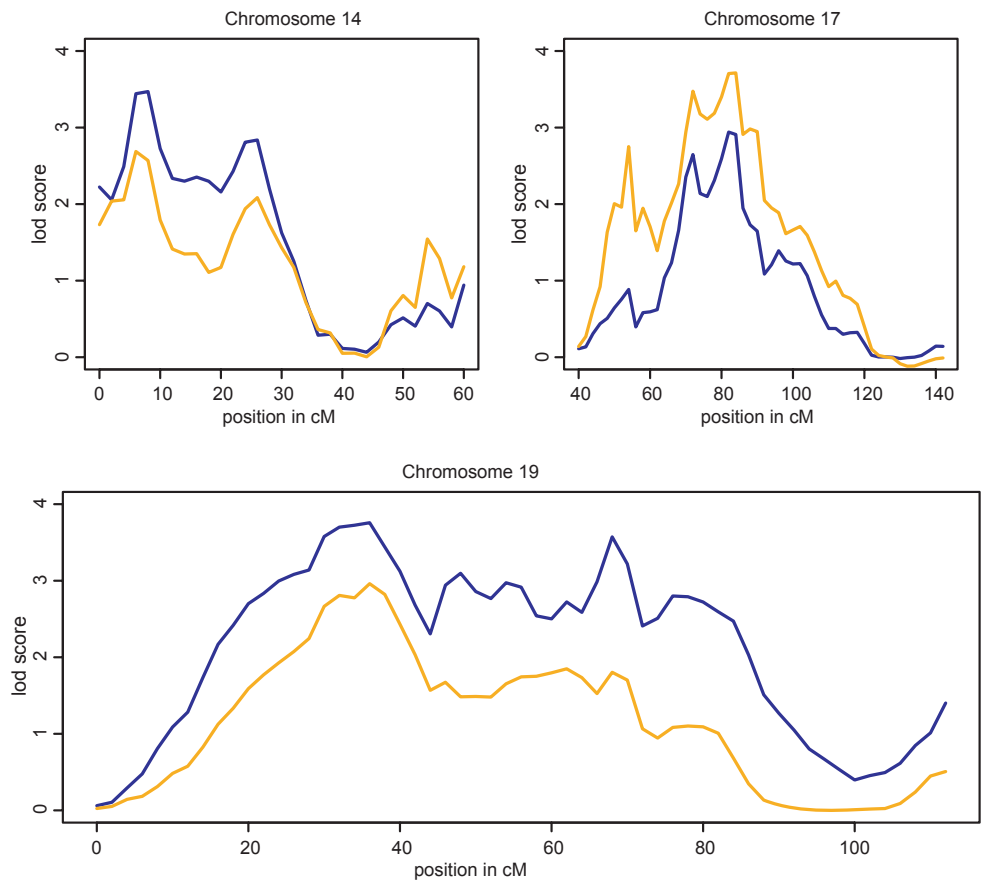 Chromosome 14
lod score
4
3
2
1
0
0 10 20 30 40 50 60
position in cM
Chromosome 17
lod score
4
3
2
1
0
40 60 80 100 120 140
position in cM
Chromosome 19
lod score
4
3
2
1
0
0 20 40 60 80 100
position in cM